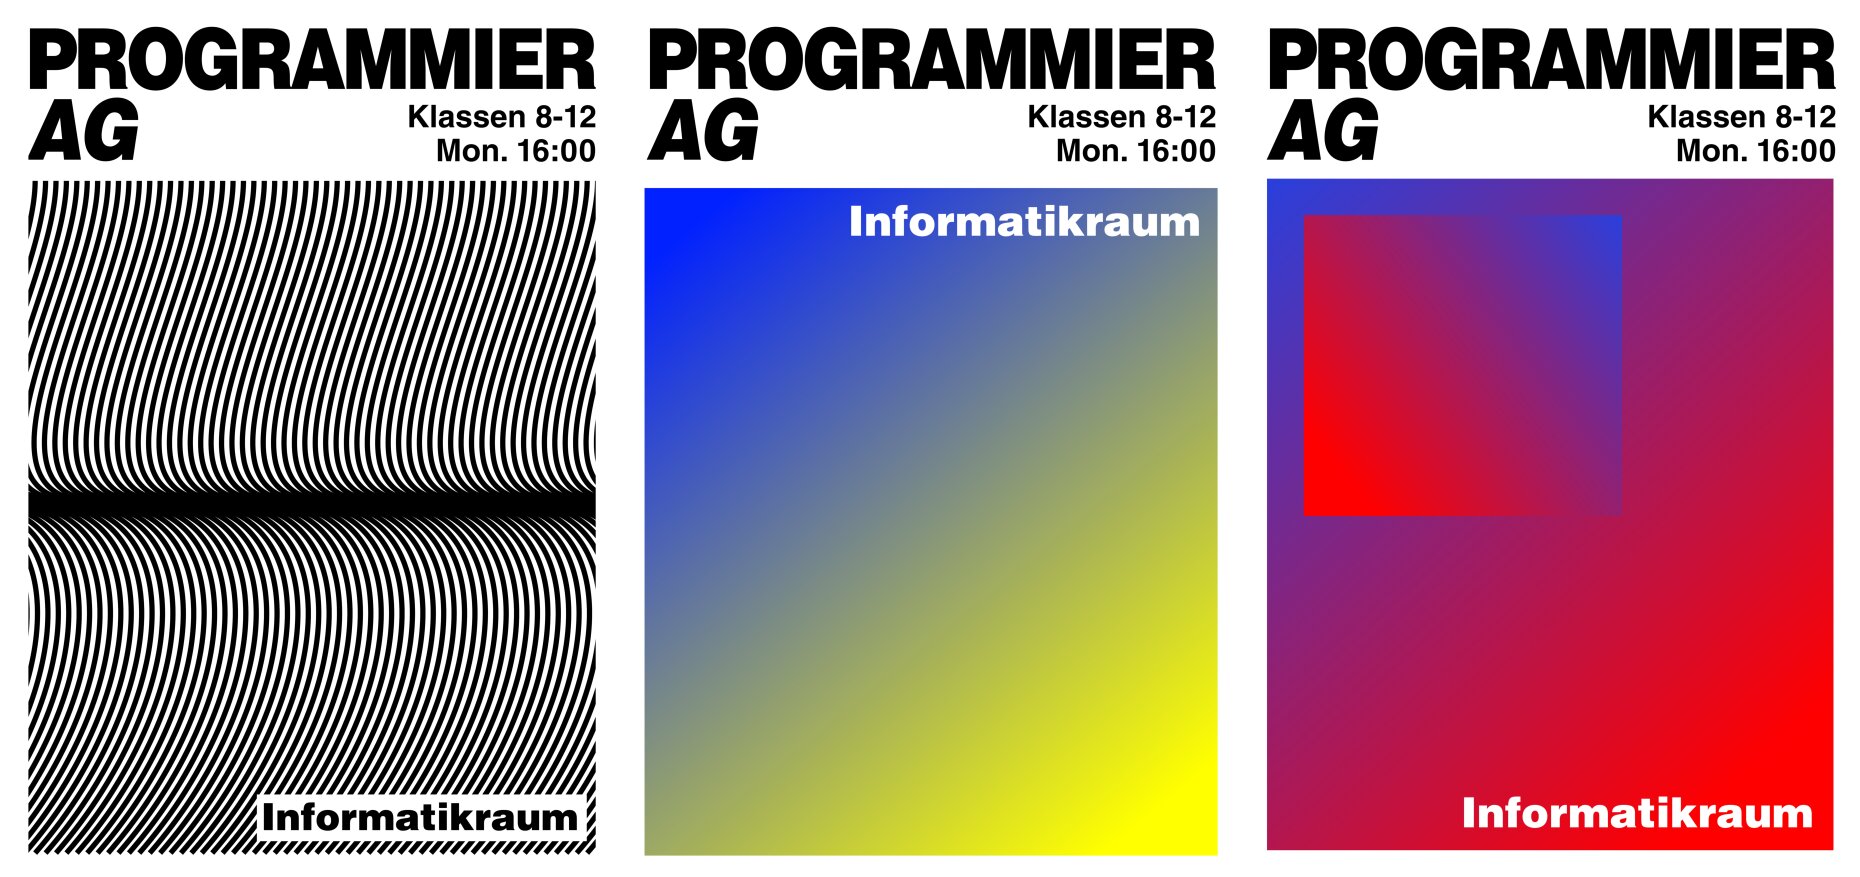 PROGRAMMIER
AG
Klassen 8-12
Mon. 16:00
Informatikraum
PROGRAMMIER
AG
Klassen 8-12
Mon. 16:00
Informatikraum
PROGRAMMIER
AG
Klassen 8-12
Mon. 16:00
Informatikraum